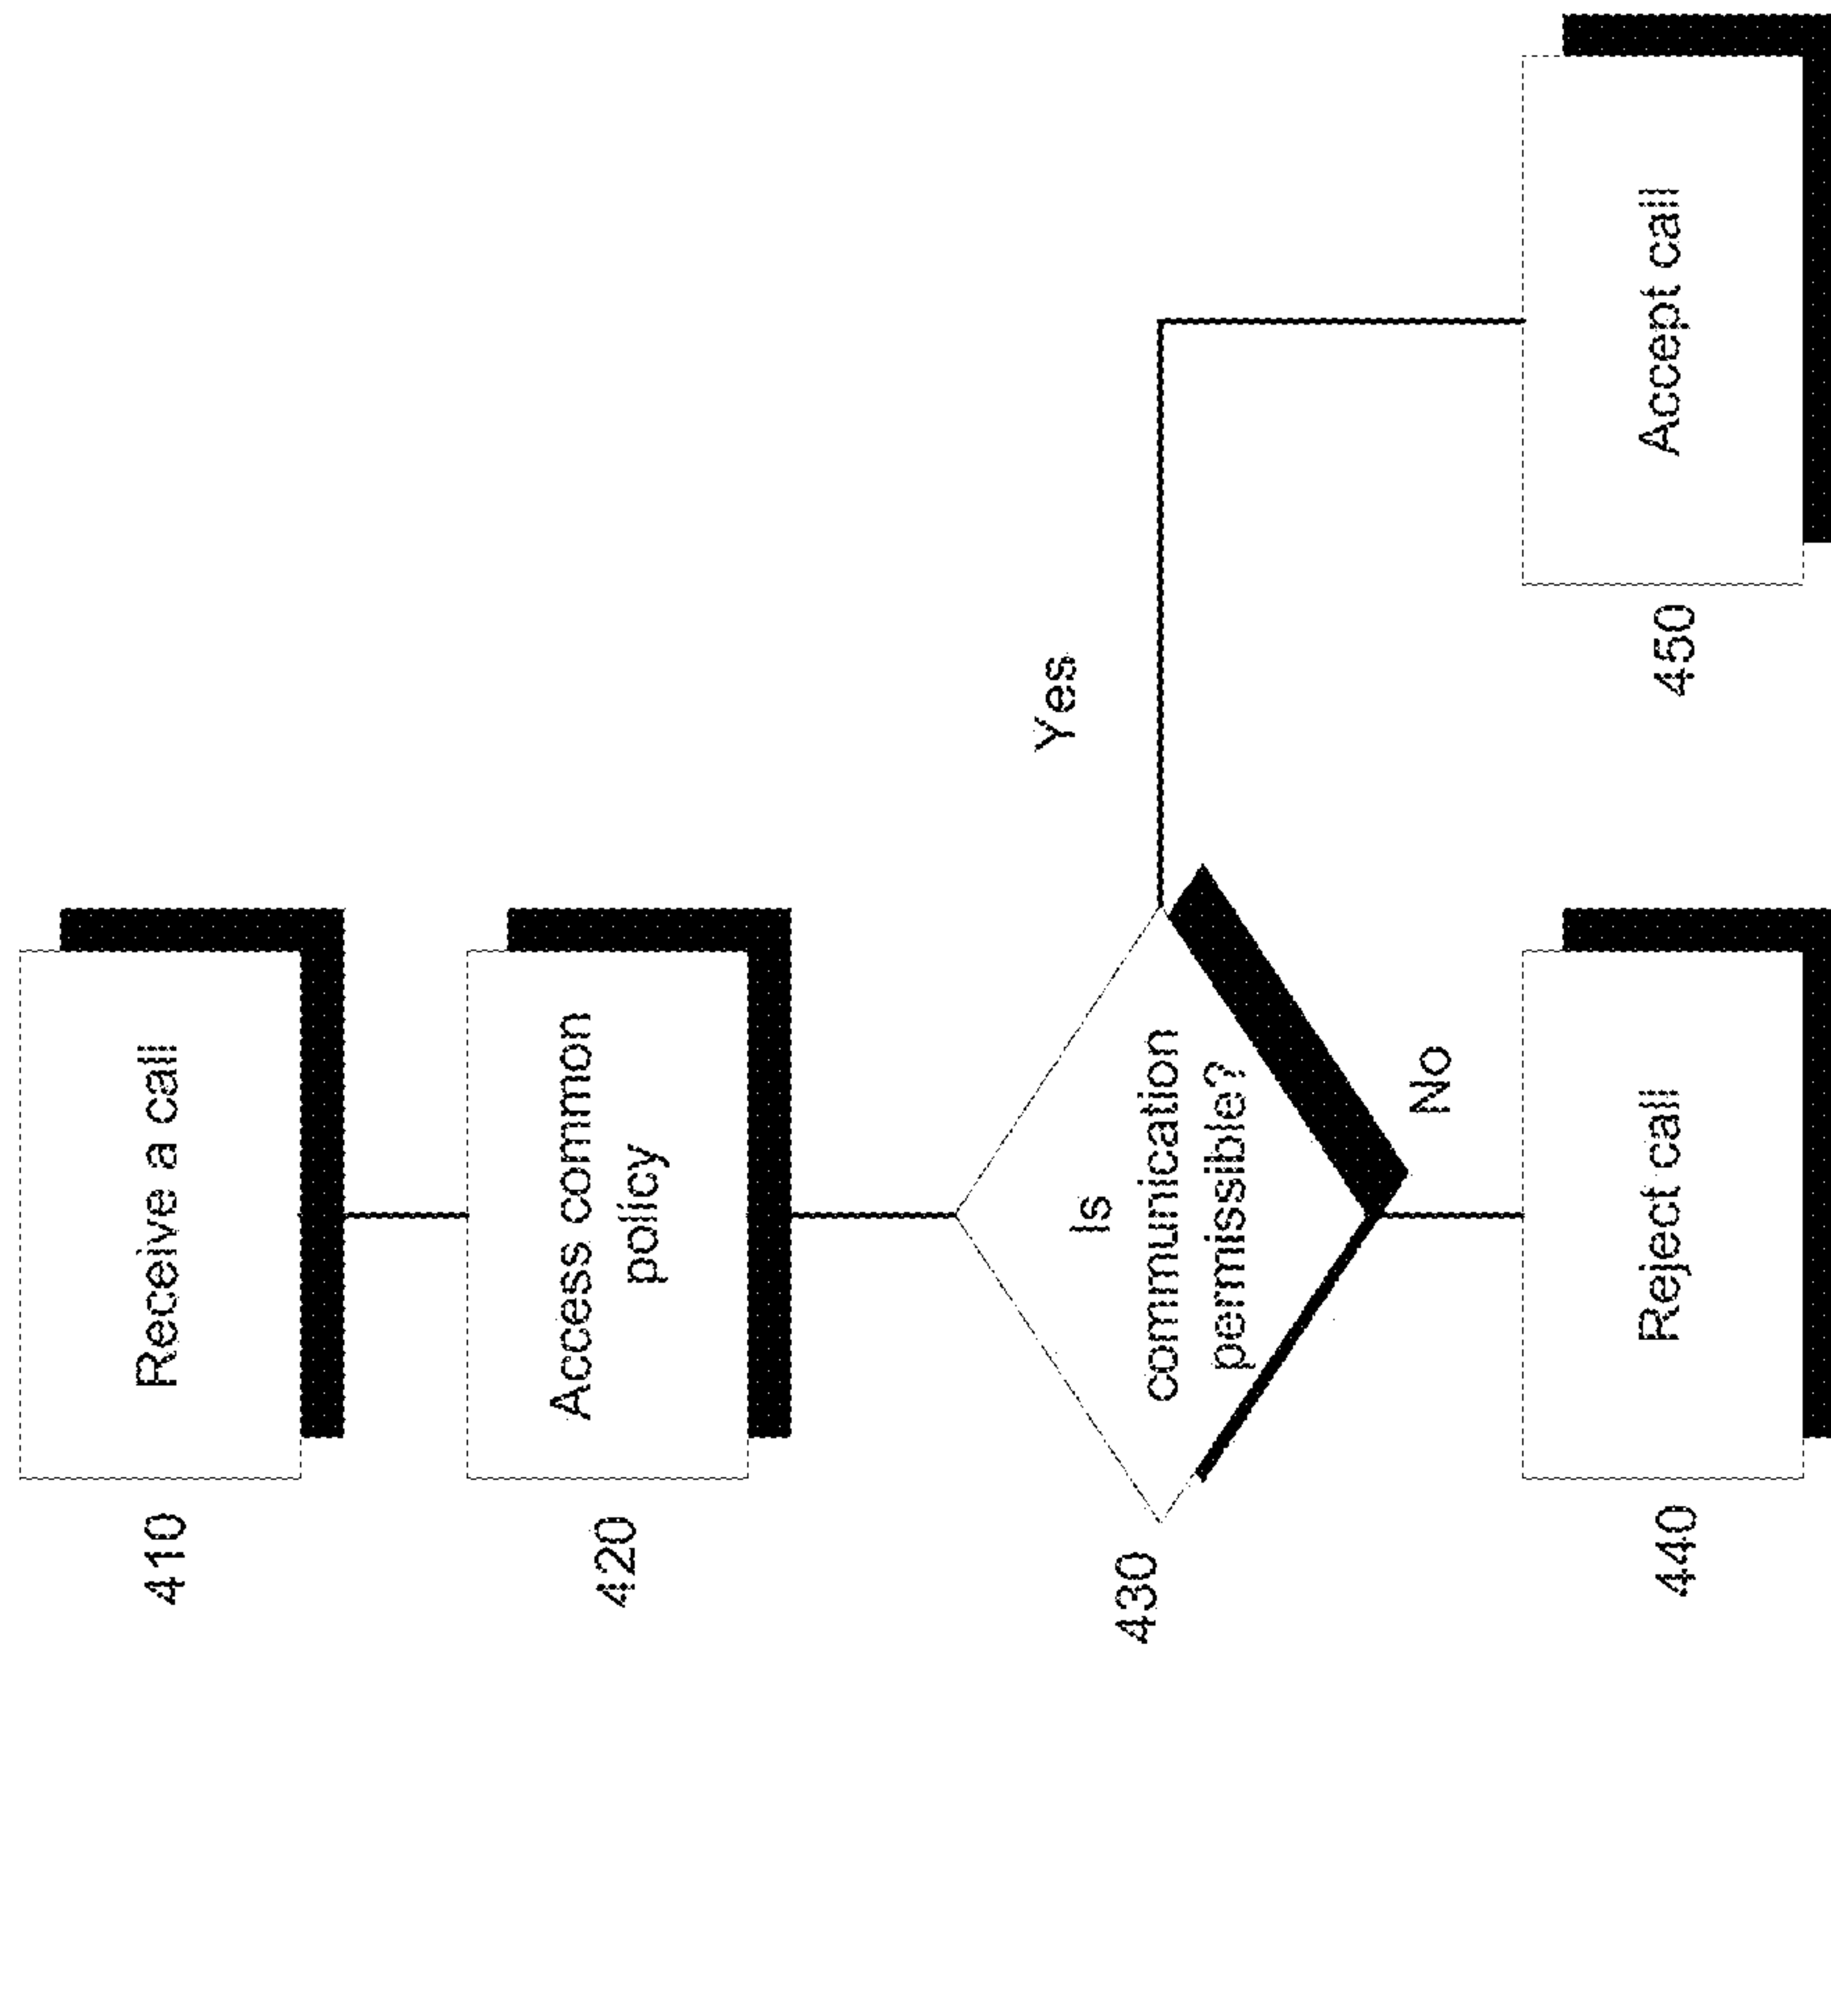 410
Receive a call
420
Access common
policy
430
Is
communication
permissible?
Yes
No
440
Reject call
450
Accept call